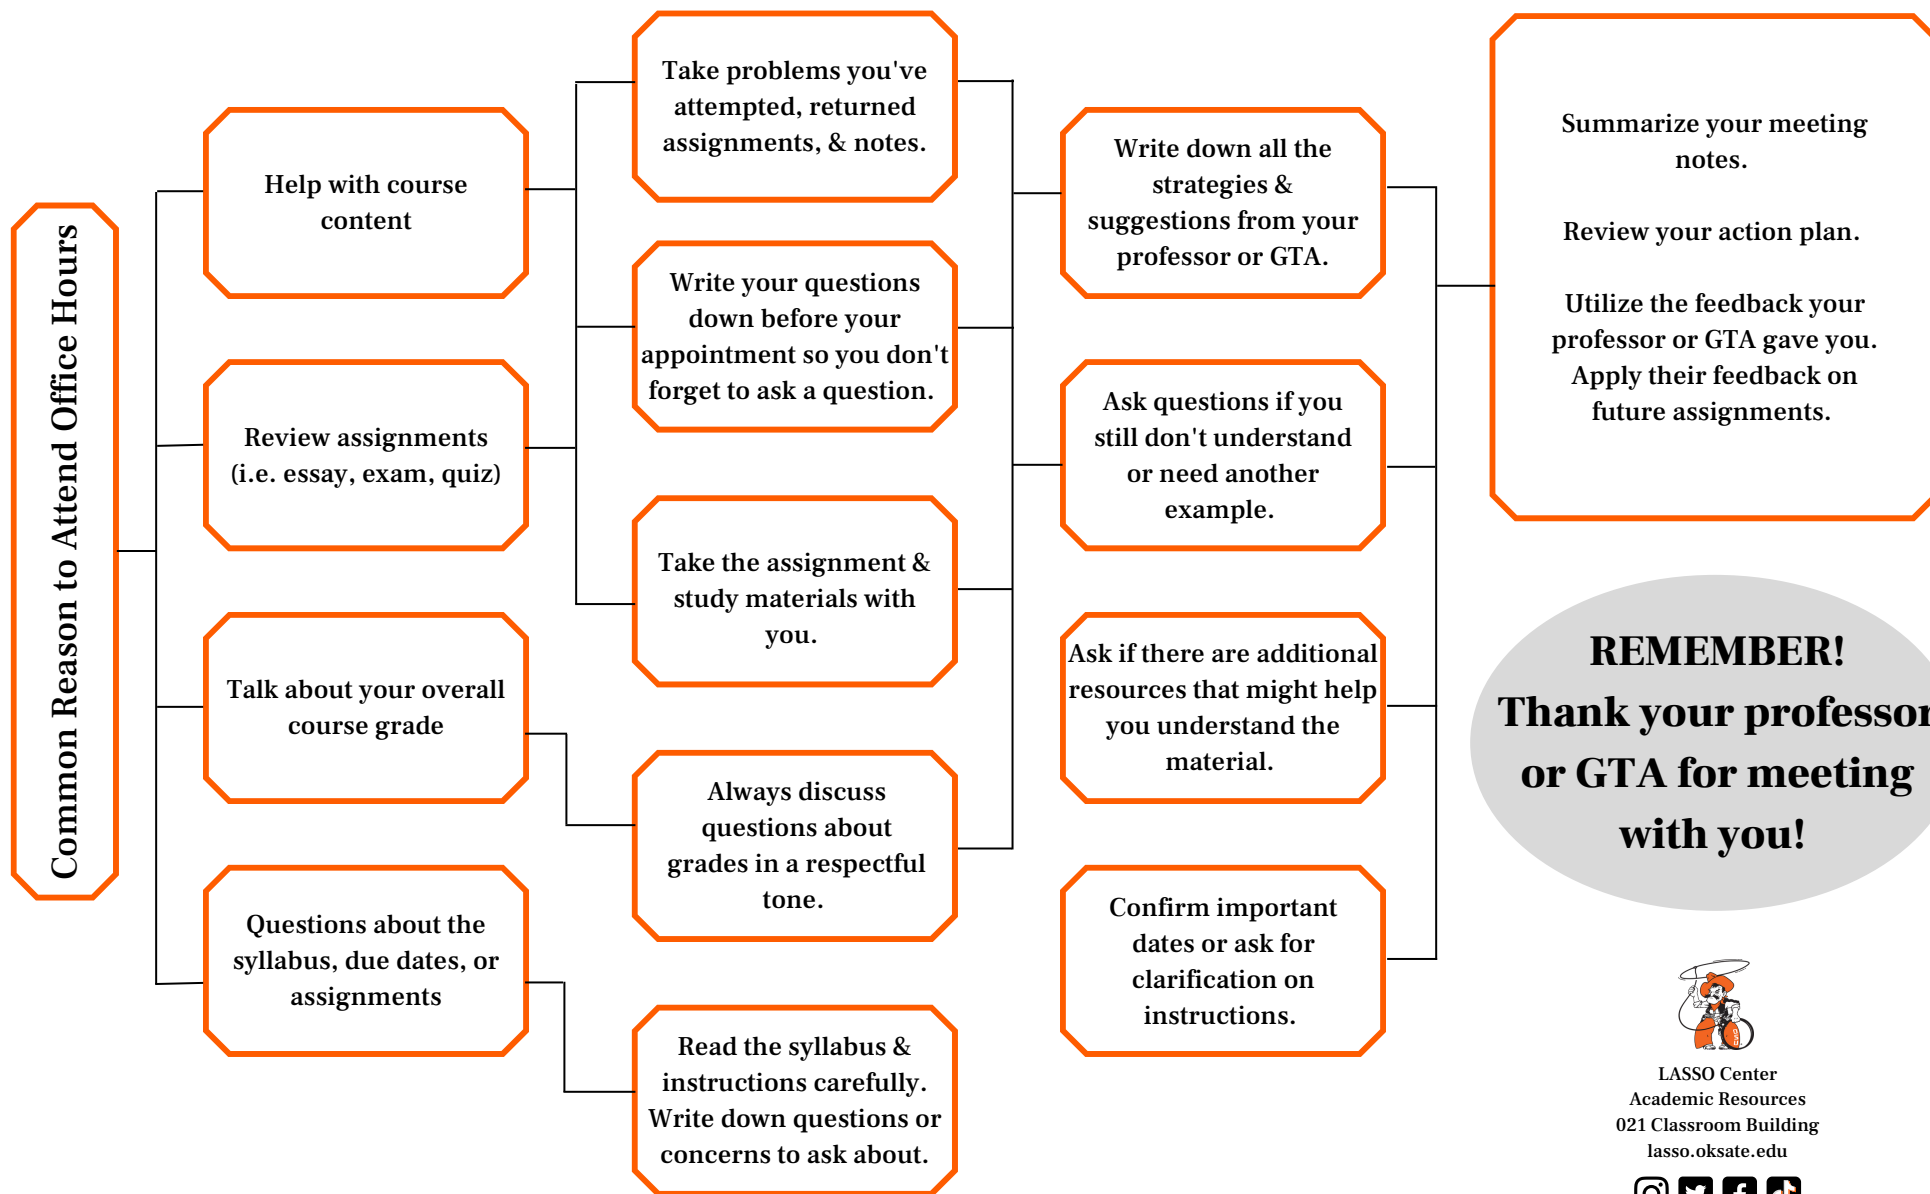 Common Reason to Attend Office Hours
Help with course
content
Review assignments
(i.e. essay, exam, quiz)
Talk about your overall
course grade
Questions about the
syllabus, due dates, or
assignments
Take problems you've
attempted, returned
assignments, & notes.
Write your questions
down before your
appointment so you don't
forget to ask a question.
Take the assignment &
study materials with
you.
Always discuss
questions about
grades in a respectful
tone.
Read the syllabus &
instructions carefully.
Write down questions or
concerns to ask about.
Write down all the
strategies &
suggestions from your
professor or GTA.
Ask questions if you
still don't understand
or need another
example.
Ask if there are additional
resources that might help
you understand the
material.
Confirm important
dates or ask for
clarification on
instructions.
Summarize your meeting
notes.
Review your action plan.
Utilize the feedback your
professor or GTA gave you.
Apply their feedback on
future assignments.
REMEMBER!
Thank your professor
or GTA for meeting
with you!
LASSO Center
Academic Resources
021 Classroom Building
lasso.oksate.edu